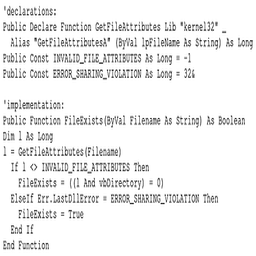 'declarations:
Public Declare Function GetFileAttributes Lib "kernel32" _
Alias "GetFileAttributesA" (ByVal lpFileName As String) As Long
Public Const INVALID_FILE_ATTRIBUTES As Long = -1
Public Const ERROR_SHARING_VIOLATION As Long = 32&
'implementation:
Public Function FileExists(ByVal Filename As String) As Boolean
Dim l As Long
l = GetFileAttributes(Filename)
If l <> INVALID_FILE_ATTRIBUTES Then
FileExists = ((l And vbDirectory) = 0)
ElseIf Err.LastDllError = ERROR_SHARING_VIOLATION Then
FileExists = True
End If
End Function